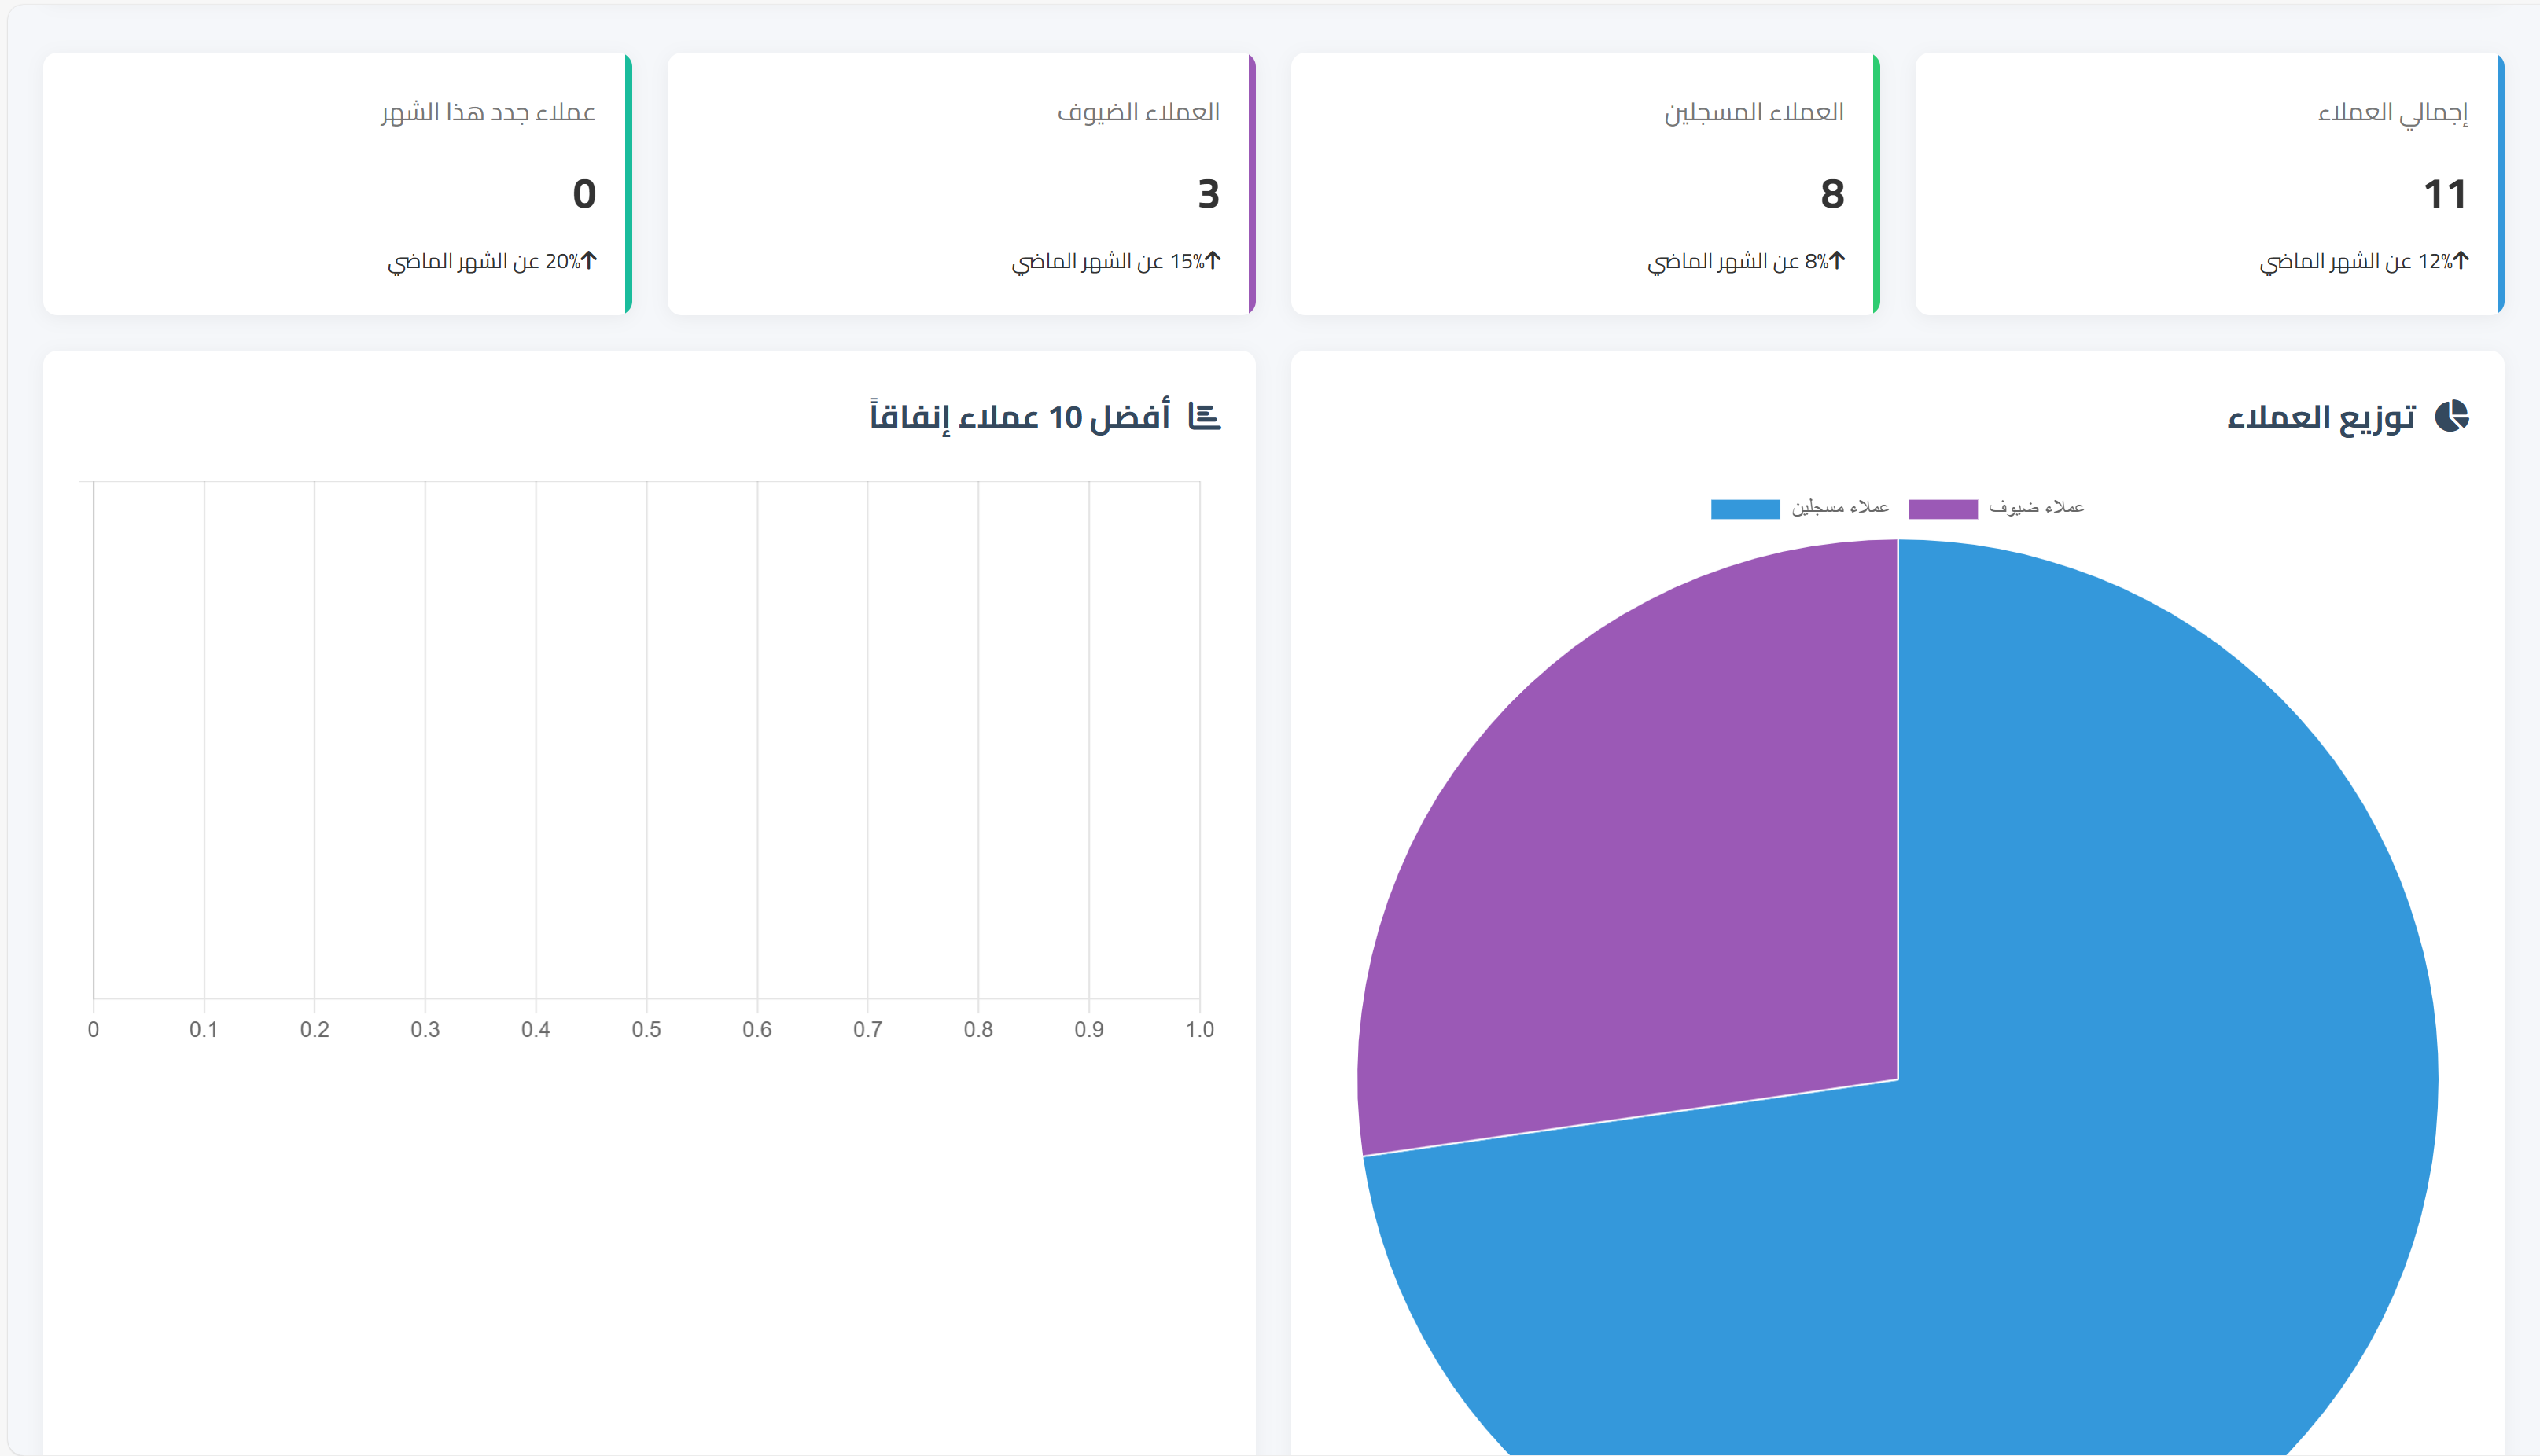 إجمالي العملاء
11
12% عن الشهر الماضي
العملاء المسجلين
8
8% عن الشهر الماضي
العملاء الضيوف
3
15% عن الشهر الماضي
عملاء جدد هذا الشهر
0
20% عن الشهر الماضي
توزيع العملاء
عملاء ضيوف
عملاء مسجلين
أفضل 10 عملاء إنفاقاً
0 0.1 0.2 0.3 0.4 0.5 0.6 0.7 0.8 0.9 1.0